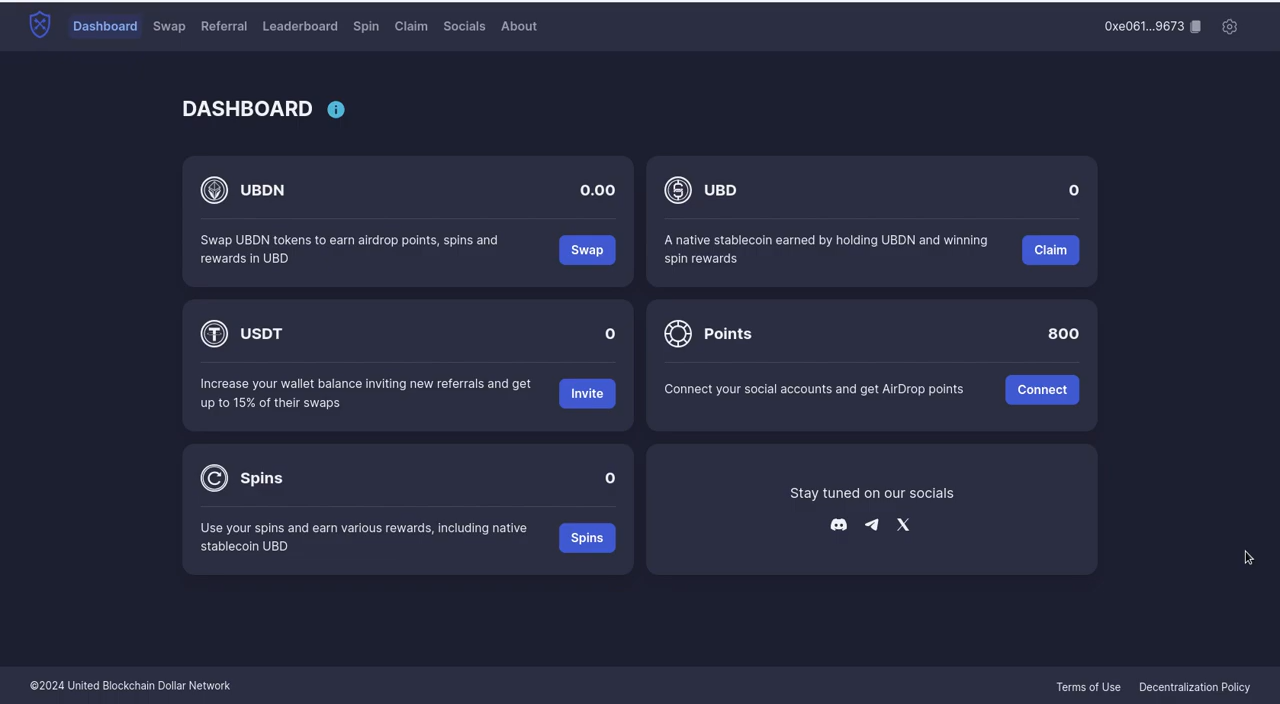 Dashboard Swap Referral Leaderboard Spin Claim Socials About 0xe061...9673
DASHBOARD
UBDN 0.00
Swap UBDN tokens to earn airdrop points, spins and
rewards in UBD
Swap
UBD 0
A native stablecoin earned by holding UBDN and winning
spin rewards
Claim
USDT 0
Increase your wallet balance inviting new referrals and get
up to 15% of their swaps
Invite
Points 800
Connect your social accounts and get AirDrop points
Connect
Spins 0
Use your spins and earn various rewards, including native
stablecoin UBD
Spins
Stay tuned on our socials
©2024 United Blockchain Dollar Network
Terms of Use Decentralization Policy